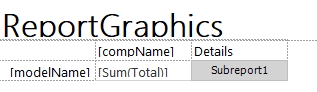 ReportGraphics
[compName] Details
[modelName] [Sum(Total)] Subreport1